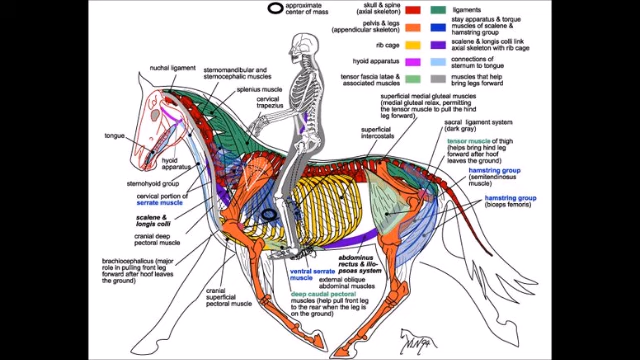 approximate
center of mass
skull & spine
(axial skeleton)
ligaments
pelvis & legs
(appendicular skeleton)
stay apparatus & torque
muscles of scalene &
hamstring group
rib cage
scalene & longis colli link
axial skeleton with rib cage
hyoid apparatus
connections of
sternum to tongue
tensor fascia latae &
associated muscles
muscles that help
bring legs forward
nuchal ligament
sternomandibular and
sternocephalic muscles
splenius muscle
cervical
trapezius
superficial medial gluteal muscles
(medial gluteal relax, permitting
the tensor muscle to pull the hind
leg forward)
superficial
intercostals
sacral ligament system
(dark gray)
tongue
tensor muscle of thigh
(helps bring hind leg
forward after hoof
leaves the ground)
hyoid
apparatus
hamstring group
(semitendinosus
muscle)
sternohyoid group
cervical portion of
serrate muscle
hamstring group
(biceps femoris)
scalene &
longis colli
cranial deep
pectoral muscle
brachiocephalicus (major
role in pulling front leg
forward after hoof leaves
the ground)
abdominus
rectus & ilio-
psoas system
ventral serrate
muscle
external oblique
abdominal muscles
cranial
superficial
pectoral muscle
deep caudal pectoral
muscles (help pull front leg
to the rear when the leg is
on the ground)